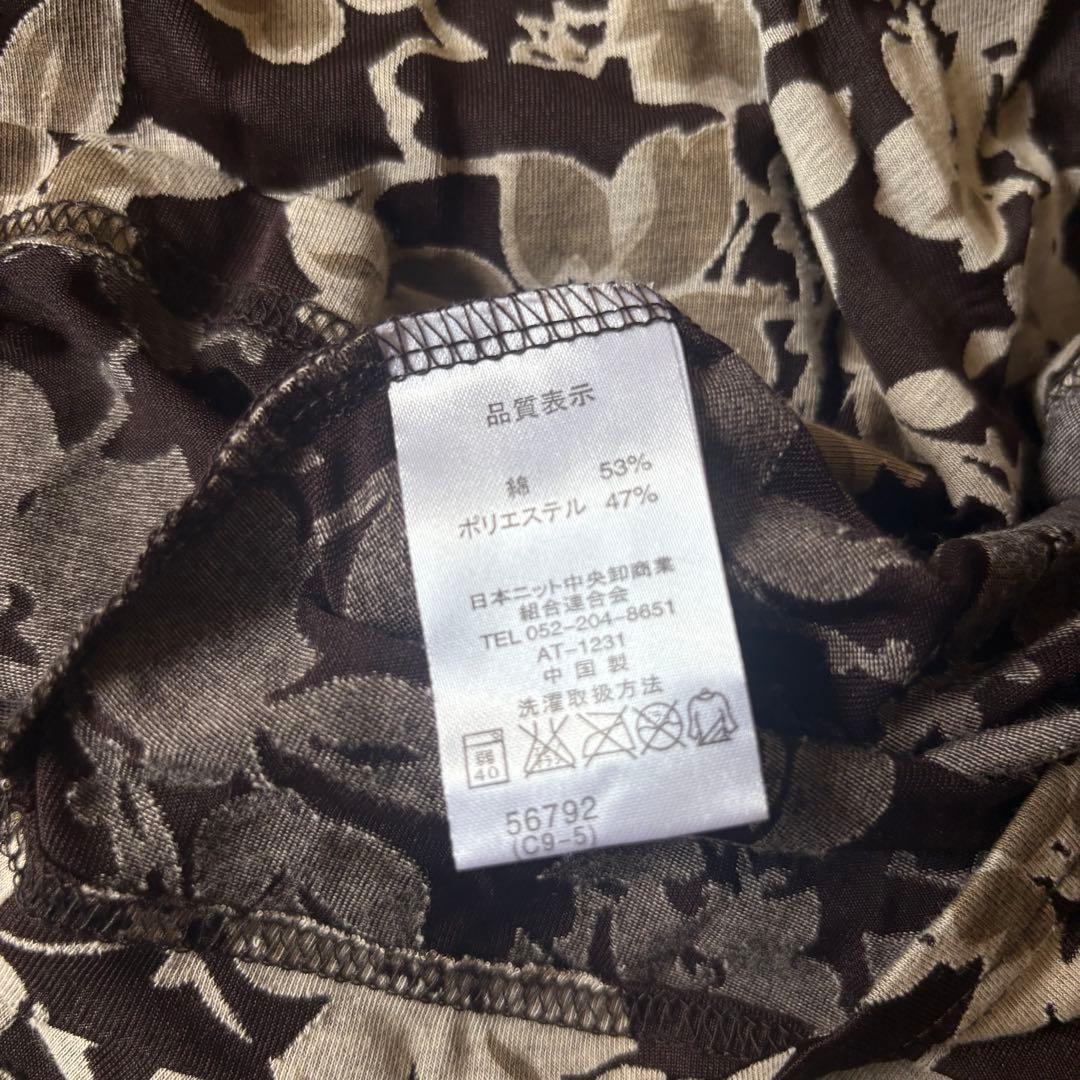 品質表示
綿 53%
ポリエステル 47%
日本ニット中央卸商業
組合連合会
TEL 052-204-8651
AT-1231
中国製
洗濯取扱方法
弱
40
56792
(C9-5)